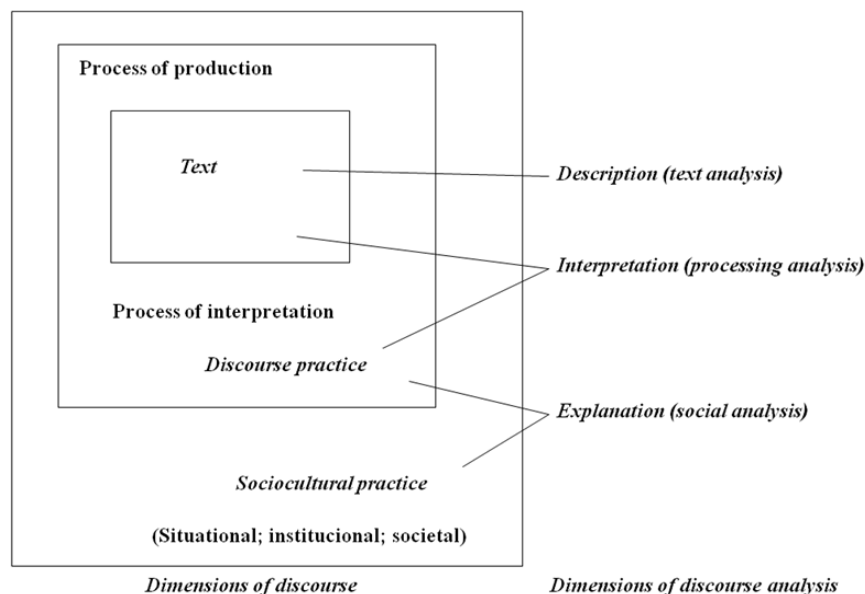 Process of production
Text
Description (text analysis)
Interpretation (processing analysis)
Process of interpretation
Discourse practice
Explanation (social analysis)
Sociocultural practice
(Situational; institucional; societal)
Dimensions of discourse
Dimensions of discourse analysis